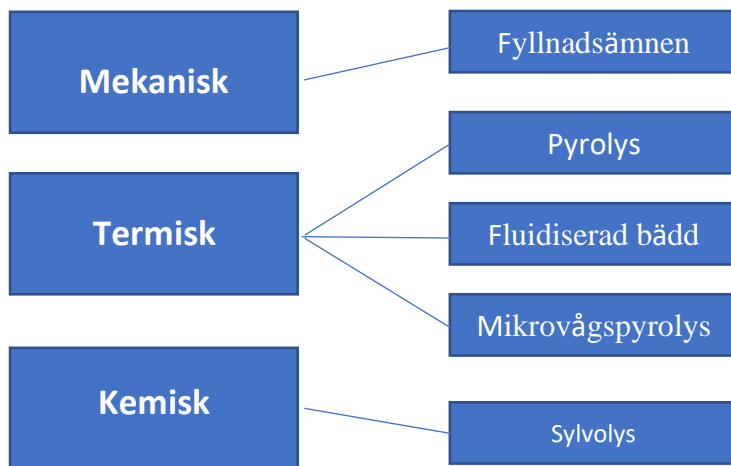 Mekanisk
Fyllnadsämnen
Termisk
Pyrolys
Fluidiserad bädd
Mikrovågspyrolys
Kemisk
Sylvolys